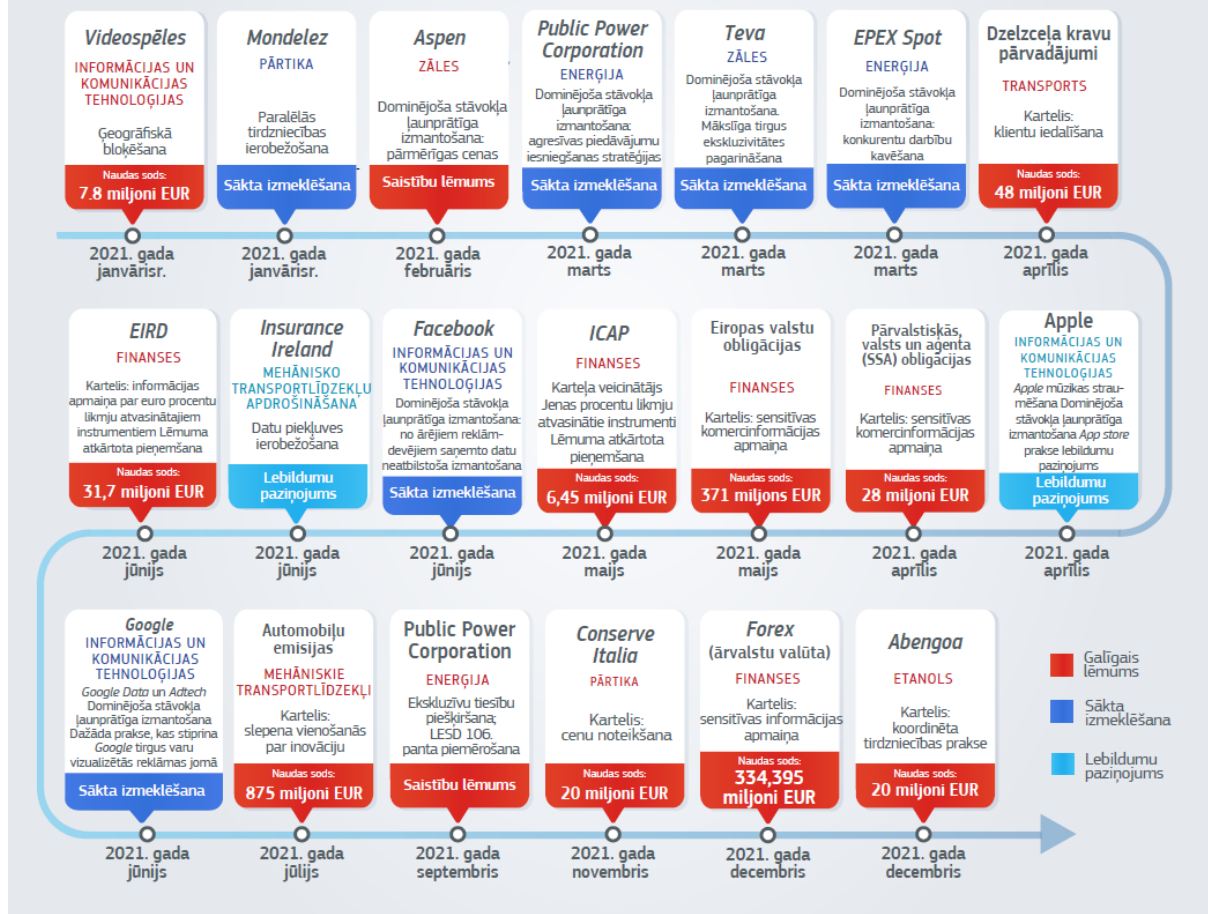 Videospēles
INFORMĀCIJAS UN
KOMUNIKĀCIJAS
TEHNOLOĢIJAS
Ģeogrāfiskā
bloķēšana
Naudas sods:
7.8 miljoni EUR
2021. gada
janvārisr.
Mondelez
PĀRTIKA
Paralēlās
tirdzniecības
ierobežošana
Sākta izmeklēšana
2021. gada
janvārisr.
Aspen
ZĀLES
Dominējoša stāvokļa
ļaunprātīga
izmantošana:
pārmērīgas cenas
Saistību lēmums
2021. gada
februāris
Public Power
Corporation
ENERĢIJA
Dominējoša stāvokļa
ļaunprātīga
izmantošana:
agresīvas piedāvājumu
iesniegšanas stratēģijas
Sākta izmeklēšana
2021. gada
marts
Teva
ZĀLES
Dominējoša stāvokļa
ļaunprātīga
izmantošana.
Mākslīga tirgus
ekskluzivitātes
pagarināšana
Sākta izmeklēšana
2021. gada
marts
EPEX Spot
ENERĢIJA
Dominējoša stāvokļa
ļaunprātīga
izmantošana:
konkurentu darbību
kavēšana
Sākta izmeklēšana
2021. gada
marts
Dzelzceļa kravu
pārvadājumi
TRANSPORTS
Kartelis:
klientu iedalīšana
Naudas sods:
48 miljoni EUR
2021. gada
aprīlis
EIRD
FINANSES
Kartelis: informācijas
apmaiņa par euro procentu
likmju atvasinātajiem
instrumentiem Lēmuma
atkārtota pieņemšana
Naudas sods:
31,7 miljoni EUR
2021. gada
jūnijs
Insurance
Ireland
MEHĀNISKO
TRANSPORTLĪDZEKĻU
APDROŠINĀŠANA
Datu piekļuves
ierobežošana
Lebildumu
paziņojums
2021. gada
jūnijs
Facebook
INFORMĀCIJAS UN
KOMUNIKĀCIJAS
TEHNOLOĢIJAS
Dominējoša stāvokļa
ļaunprātīga izmantošana:
no ārējiem reklām-
devējiem saņemto datu
neatbilstoša izmantošana
Sākta izmeklēšana
2021. gada
jūnijs
ICAP
FINANSES
Karteļa veicinātājs
Jenas procentu likmju
atvasinātie instrumenti
Lēmuma atkārtota
pieņemšana
Naudas sods:
6,45 miljoni EUR
2021. gada
maijs
Eiropas valstu
obligācijas
FINANSES
Kartelis: sensitīvas
komercinformācijas
apmaiņa
Naudas sods:
371 miljons EUR
2021. gada
maijs
Pārvalstiskās,
valsts un aģenta
(SSA) obligācijas
FINANSES
Kartelis: sensitīvas
komercinformācijas
apmaiņa
Naudas sods:
28 miljoni EUR
2021. gada
aprīlis
Apple
INFORMĀCIJAS UN
KOMUNIKĀCIJAS
TEHNOLOĢIJAS
Apple mūzikas strau-
mēšana Dominējoša
stāvokļa ļaunprātīga
izmantošana App store
prakse lebildumu
paziņojums
Lebildumu
paziņojums
2021. gada
aprīlis
Google
INFORMĀCIJAS UN
KOMUNIKĀCIJAS
TEHNOLOĢIJAS
Google Data un Adtech
Dominējoša stāvokļa
ļaunprātīga izmantošana
Dažāda prakse, kas stiprina
Google tirgus varu
vizualizētās reklāmas jomā
Sākta izmeklēšana
2021. gada
jūnijs
Automobiļu
emisijas
MEHĀNISKIE
TRANSPORTLĪDZEKĻI
Kartelis:
slepena vienošanās
par inovāciju
Naudas sods:
875 miljoni EUR
2021. gada
jūlijs
Public Power
Corporation
ENERĢIJA
Ekskluzīvu tiesību
piešķiršana;
LESD 106.
panta piemērošana
Saistību lēmums
2021. gada
septembris
Conserve
Italia
PĀRTIKA
Kartelis:
cenu noteikšana
Naudas sods:
20 miljoni EUR
2021. gada
novembris
Forex
(ārvalstu valūta)
FINANSES
Kartelis:
sensitīvas informācijas
apmaiņa
Naudas sods:
334,395
miljoni EUR
2021. gada
decembris
Abengoa
ETANOLS
Kartelis:
koordinēta
tirdzniecības prakse
Naudas sods:
20 miljoni EUR
2021. gada
decembris
Galīgais
lēmums
Sākta
izmeklēšana
Lebildumu
paziņojums